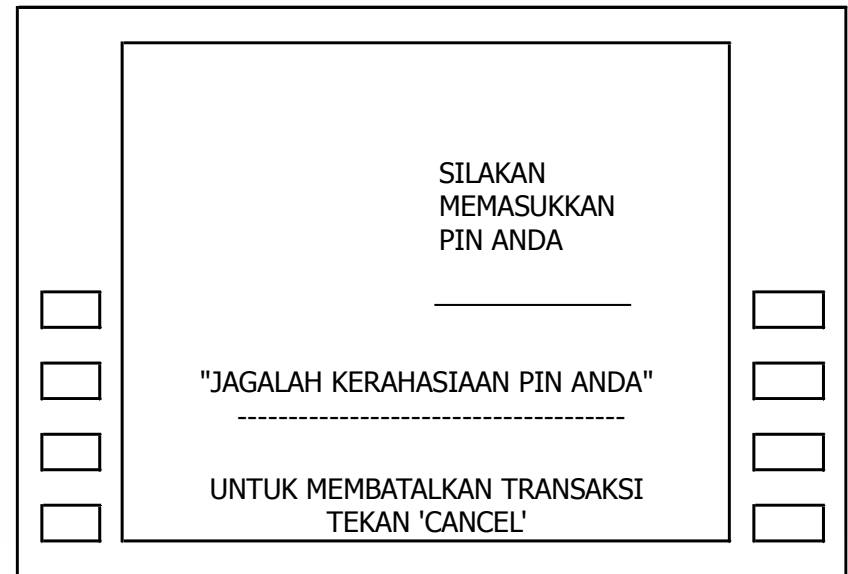 SILAKAN
MEMASUKKAN
PIN ANDA
"JAGALAH KERAHASIAAN PIN ANDA"
--------------------------------------
UNTUK MEMBATALKAN TRANSAKSI
TEKAN 'CANCEL'